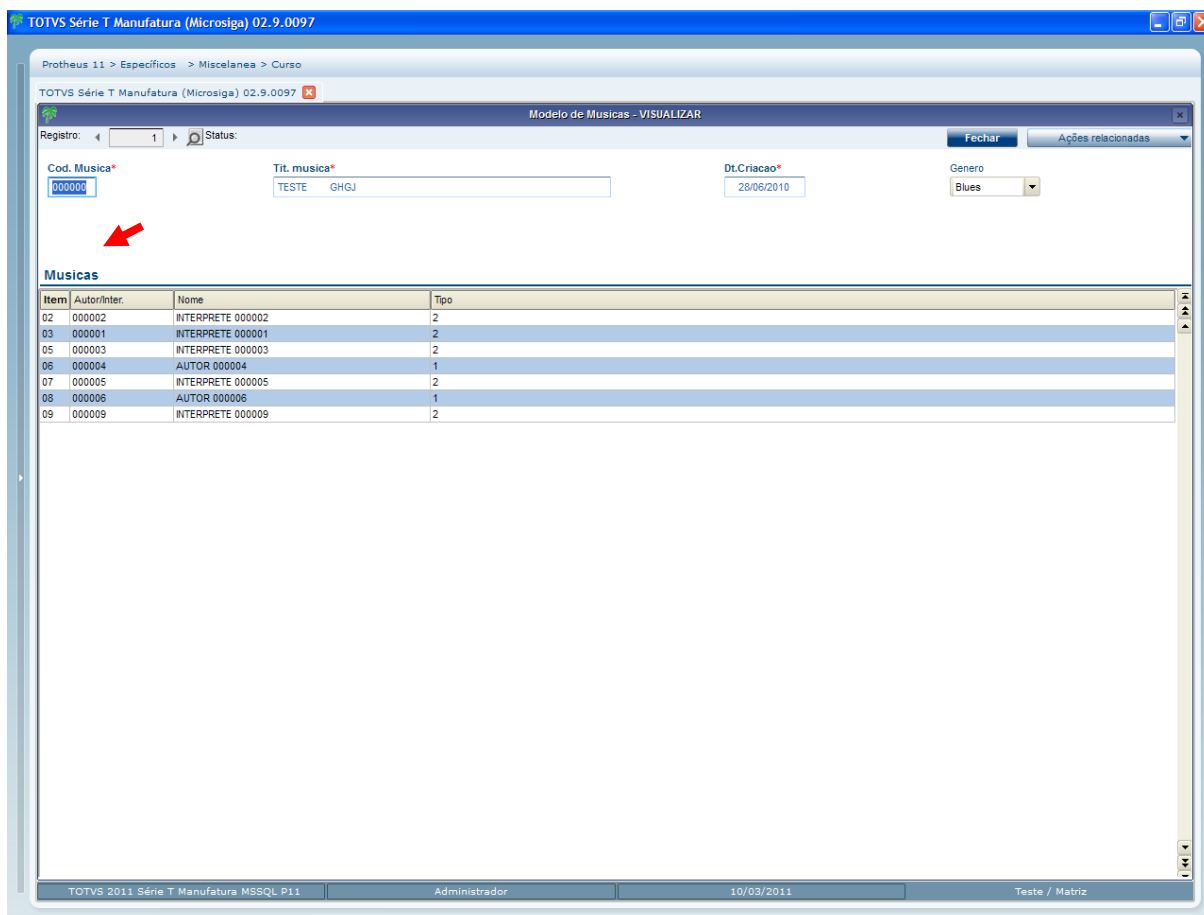 TOTVS Série T Manufatura (Microsiga) 02.9.0097
Protheus 11 > Específicos > Miscelanea > Curso
TOTVS Série T Manufatura (Microsiga) 02.9.0097
Modelo de Musicas - VISUALIZAR
Registro: 1 Status: Fechar Ações relacionadas
Cod. Musica* Tit. musica* Dt.Criacao* Genero
000000 TESTE GHGJ 28/06/2010 Blues
Musicas
Item Autor/Inter. Nome Tipo
02 000002 INTERPRETE 000002 2
03 000001 INTERPRETE 000001 2
05 000003 INTERPRETE 000003 2
06 000004 AUTOR 000004 1
07 000005 INTERPRETE 000005 2
08 000006 AUTOR 000006 1
09 000009 INTERPRETE 000009 2
TOTVS 2011 Série T Manufatura MSSQL P11 Administrador 10/03/2011 Teste / Matriz